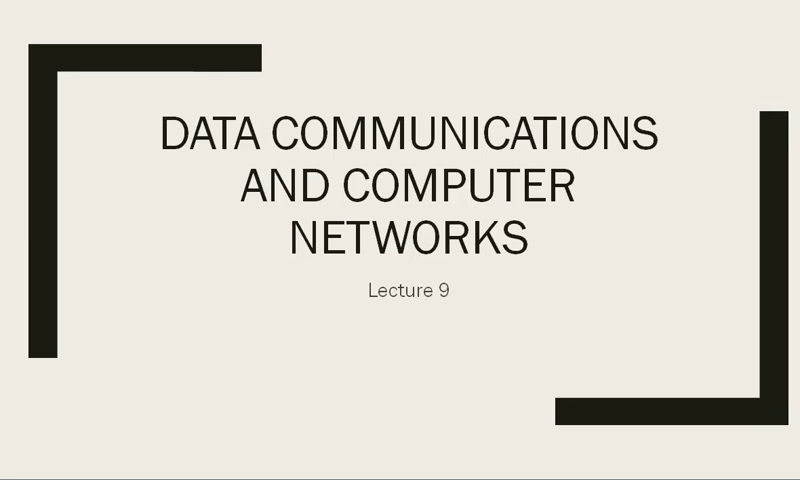 DATA COMMUNICATIONS
AND COMPUTER
NETWORKS
Lecture 9